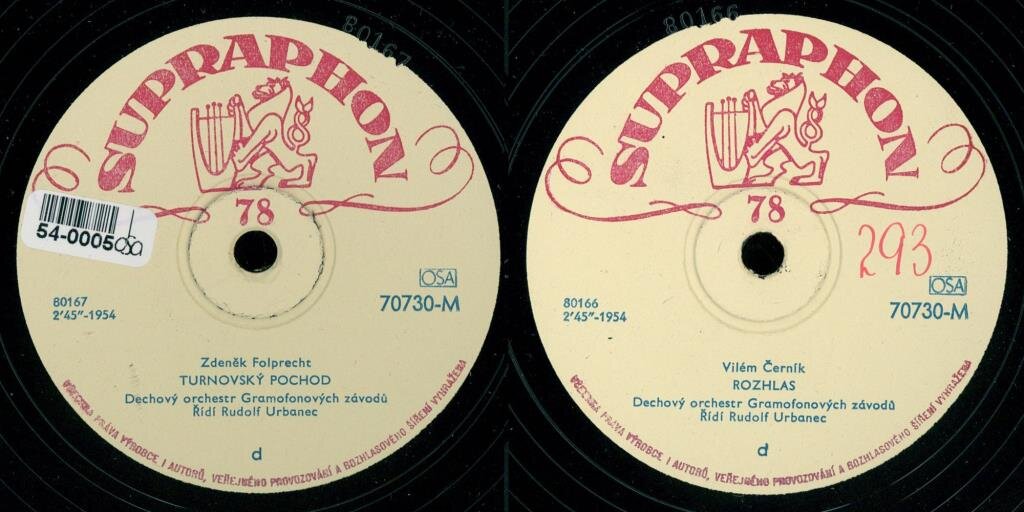 80167
SUPRAPHON
78
54-0005
OSA
70730-M
80167
2'45"-1954
Zdeněk Folprecht
TURNOVSKÝ POCHOD
Dechový orchestr Gramofonových závodů
Řídí Rudolf Urbanec
d
VŠECHNA PRÁVA VÝROBCE I AUTORŮ, VEŘEJNÉHO PROVOZOVÁNÍ A ROZHLASOVÉHO ŠÍŘENÍ VYHRAŽENA
80166
SUPRAPHON
78
293
OSA
70730-M
80166
2'45"-1954
Vilém Černík
ROZHLAS
Dechový orchestr Gramofonových závodů
Řídí Rudolf Urbanec
d
VŠECHNA PRÁVA VÝROBCE I AUTORŮ, VEŘEJNÉHO PROVOZOVÁNÍ A ROZHLASOVÉHO ŠÍŘENÍ VYHRAŽENA